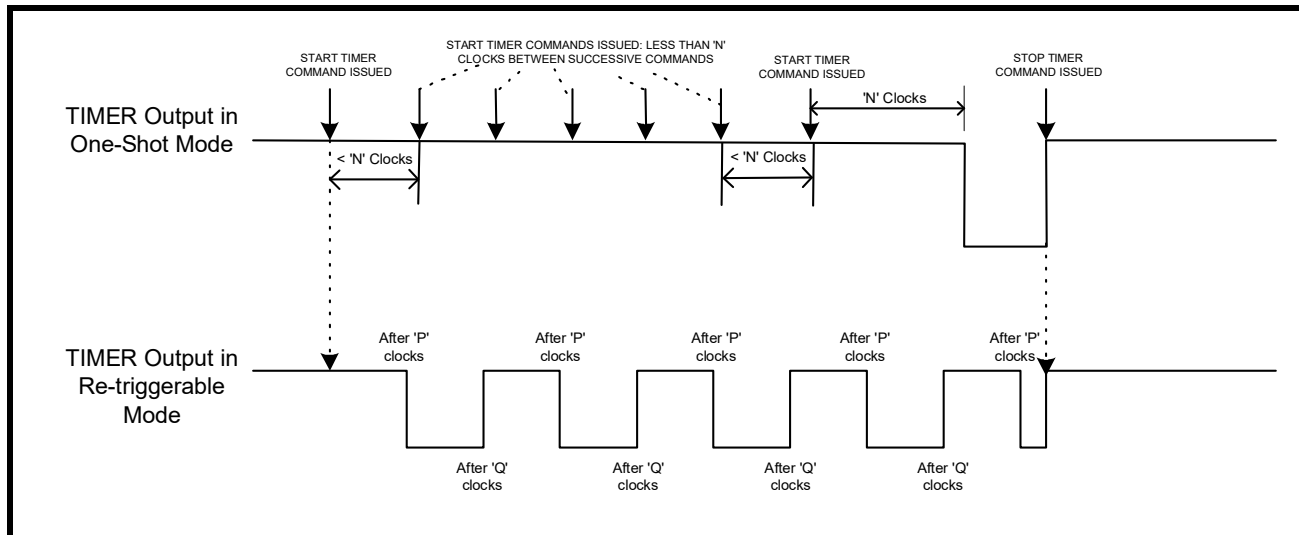 START TIMER
COMMAND ISSUED
START TIMER COMMANDS ISSUED: LESS THAN 'N'
CLOCKS BETWEEN SUCCESSIVE COMMANDS
START TIMER
COMMAND ISSUED
STOP TIMER
COMMAND ISSUED
TIMER Output in
One-Shot Mode
'N' Clocks
< 'N' Clocks
< 'N' Clocks
TIMER Output in
Re-triggerable
Mode
After 'P'
clocks
After 'P'
clocks
After 'P'
clocks
After 'P'
clocks
After 'P'
clocks
After 'Q'
clocks
After 'Q'
clocks
After 'Q'
clocks
After 'Q'
clocks